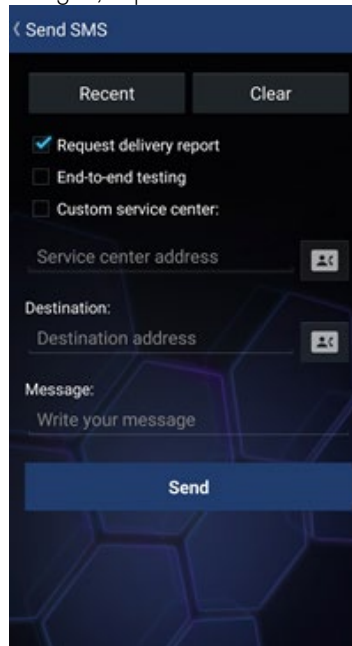 Send SMS
Recent Clear
Request delivery report
End-to-end testing
Custom service center:
Service center address
Destination:
Destination address
Message:
Write your message
Send